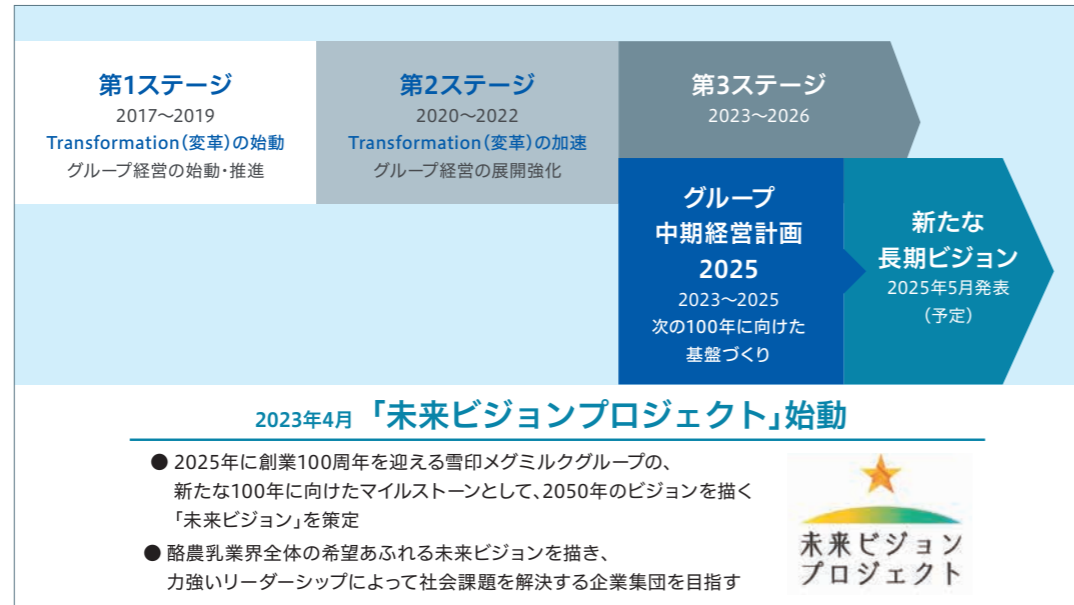 第1ステージ
2017〜2019
Transformation（変革）の始動
グループ経営の始動・推進
第2ステージ
2020〜2022
Transformation（変革）の加速
グループ経営の展開強化
第3ステージ
2023〜2026
グループ
中期経営計画
2025
2023〜2025
次の100年に向けた
基盤づくり
新たな
長期ビジョン
2025年5月発表
（予定）
2023年4月 「未来ビジョンプロジェクト」始動
● 2025年に創業100周年を迎える雪印メグミルクグループの、
新たな100年に向けたマイルストーンとして、2050年のビジョンを描く
「未来ビジョン」を策定
● 酪農乳業界全体の希望あふれる未来ビジョンを描き、
力強いリーダーシップによって社会課題を解決する企業集団を目指す
未来ビジョン
プロジェクト